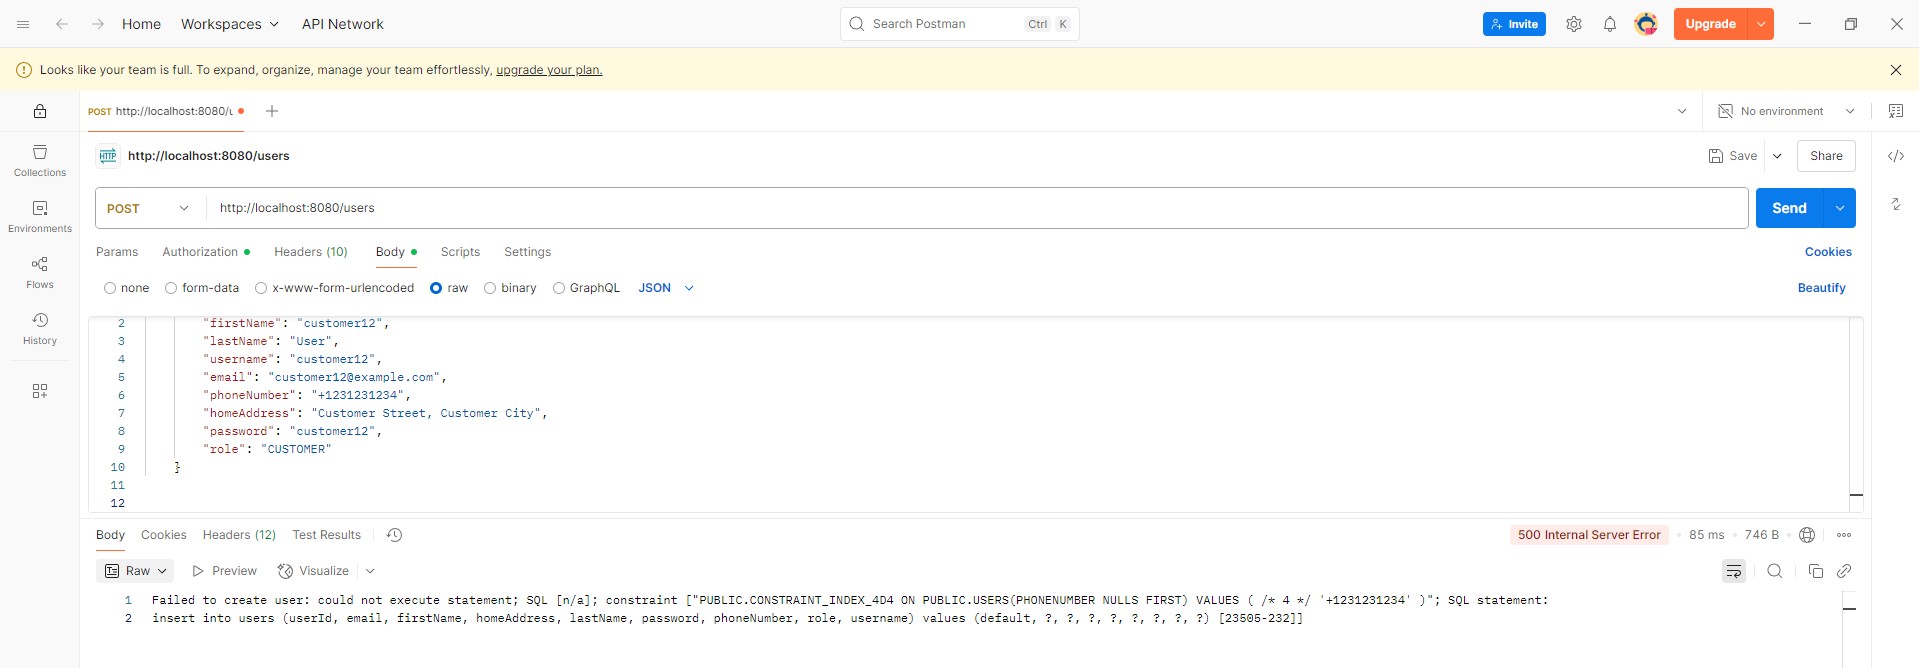 Home Workspaces API Network Search Postman Ctrl K Invite Upgrade
Looks like your team is full. To expand, organize, manage your team effortlessly, upgrade your plan.
POST http://localhost:8080/u No environment
HTTP http://localhost:8080/users Save Share
Collections
Environments
Flows
History
POST http://localhost:8080/users Send
Params Authorization Headers (10) Body Scripts Settings Cookies
none form-data x-www-form-urlencoded raw binary GraphQL JSON Beautify
2 "firstName": "customer12",
3 "lastName": "User",
4 "username": "customer12",
5 "email": "customer12@example.com",
6 "phoneNumber": "+1231231234",
7 "homeAddress": "Customer Street, Customer City",
8 "password": "customer12",
9 "role": "CUSTOMER"
10 }
11
12
Body Cookies Headers (12) Test Results 500 Internal Server Error 85 ms 746 B
Raw Preview Visualize
1 Failed to create user: could not execute statement; SQL [n/a]; constraint ["PUBLIC.CONSTRAINT_INDEX_4D4 ON PUBLIC.USERS(PHONENUMBER NULLS FIRST) VALUES ( /* 4 */ '+1231231234' )"; SQL statement:
2 insert into users (userId, email, firstName, homeAddress, lastName, password, phoneNumber, role, username) values (default, ?, ?, ?, ?, ?, ?, ?, ?) [23505-232]]